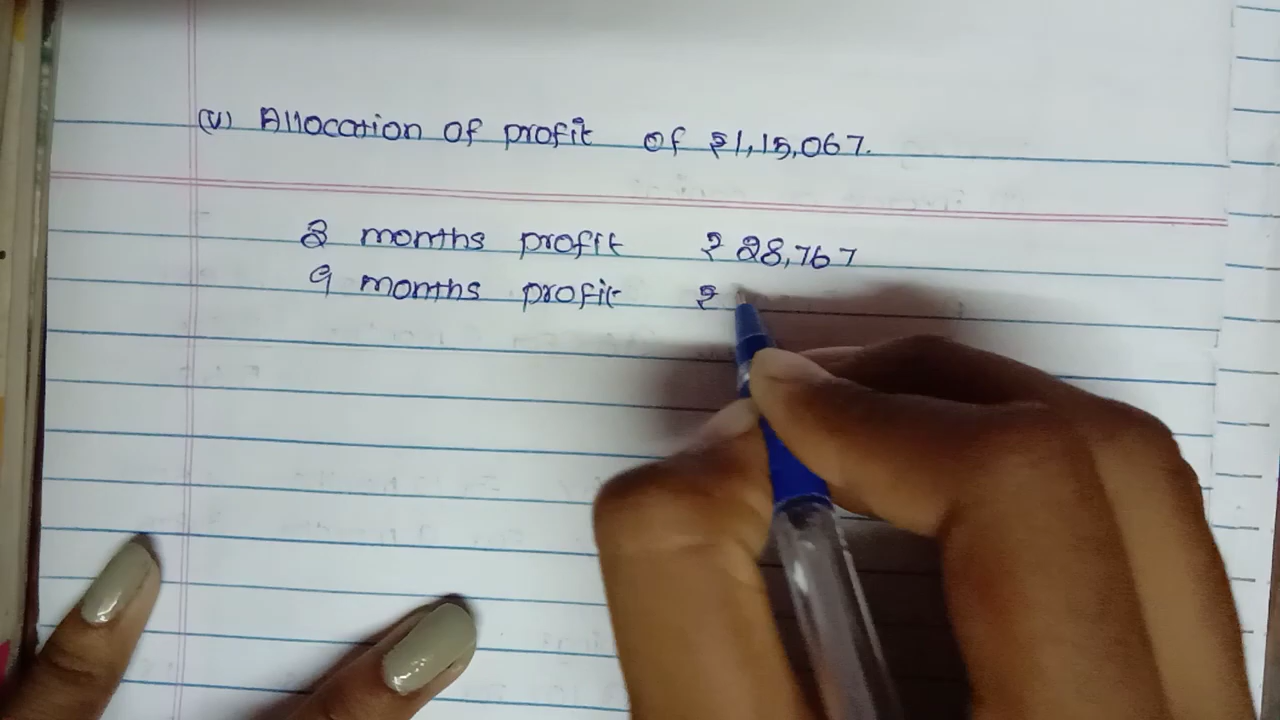 (v) Allocation of profit of ₹1,15,067.
3 months profit ₹ 28,767
9 months profit ₹